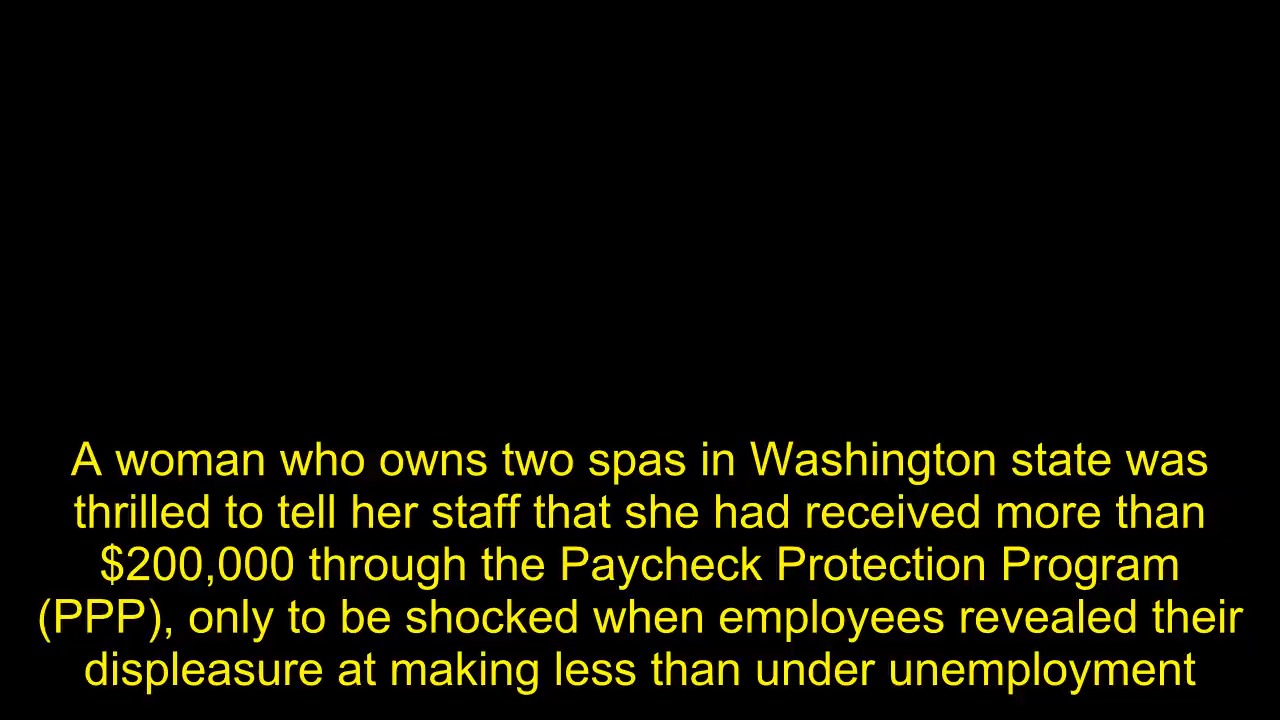 A woman who owns two spas in Washington state was
thrilled to tell her staff that she had received more than
$200,000 through the Paycheck Protection Program
(PPP), only to be shocked when employees revealed their
displeasure at making less than under unemployment